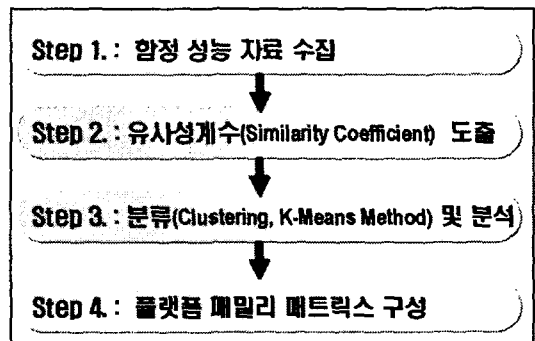 Step 1. : 함정 성능 자료 수집
Step 2. : 유사성계수(Similarity Coefficient) 도출
Step 3. : 분류(Clustering, K-Means Method) 및 분석
Step 4. : 플랫폼 패밀리 매트릭스 구성